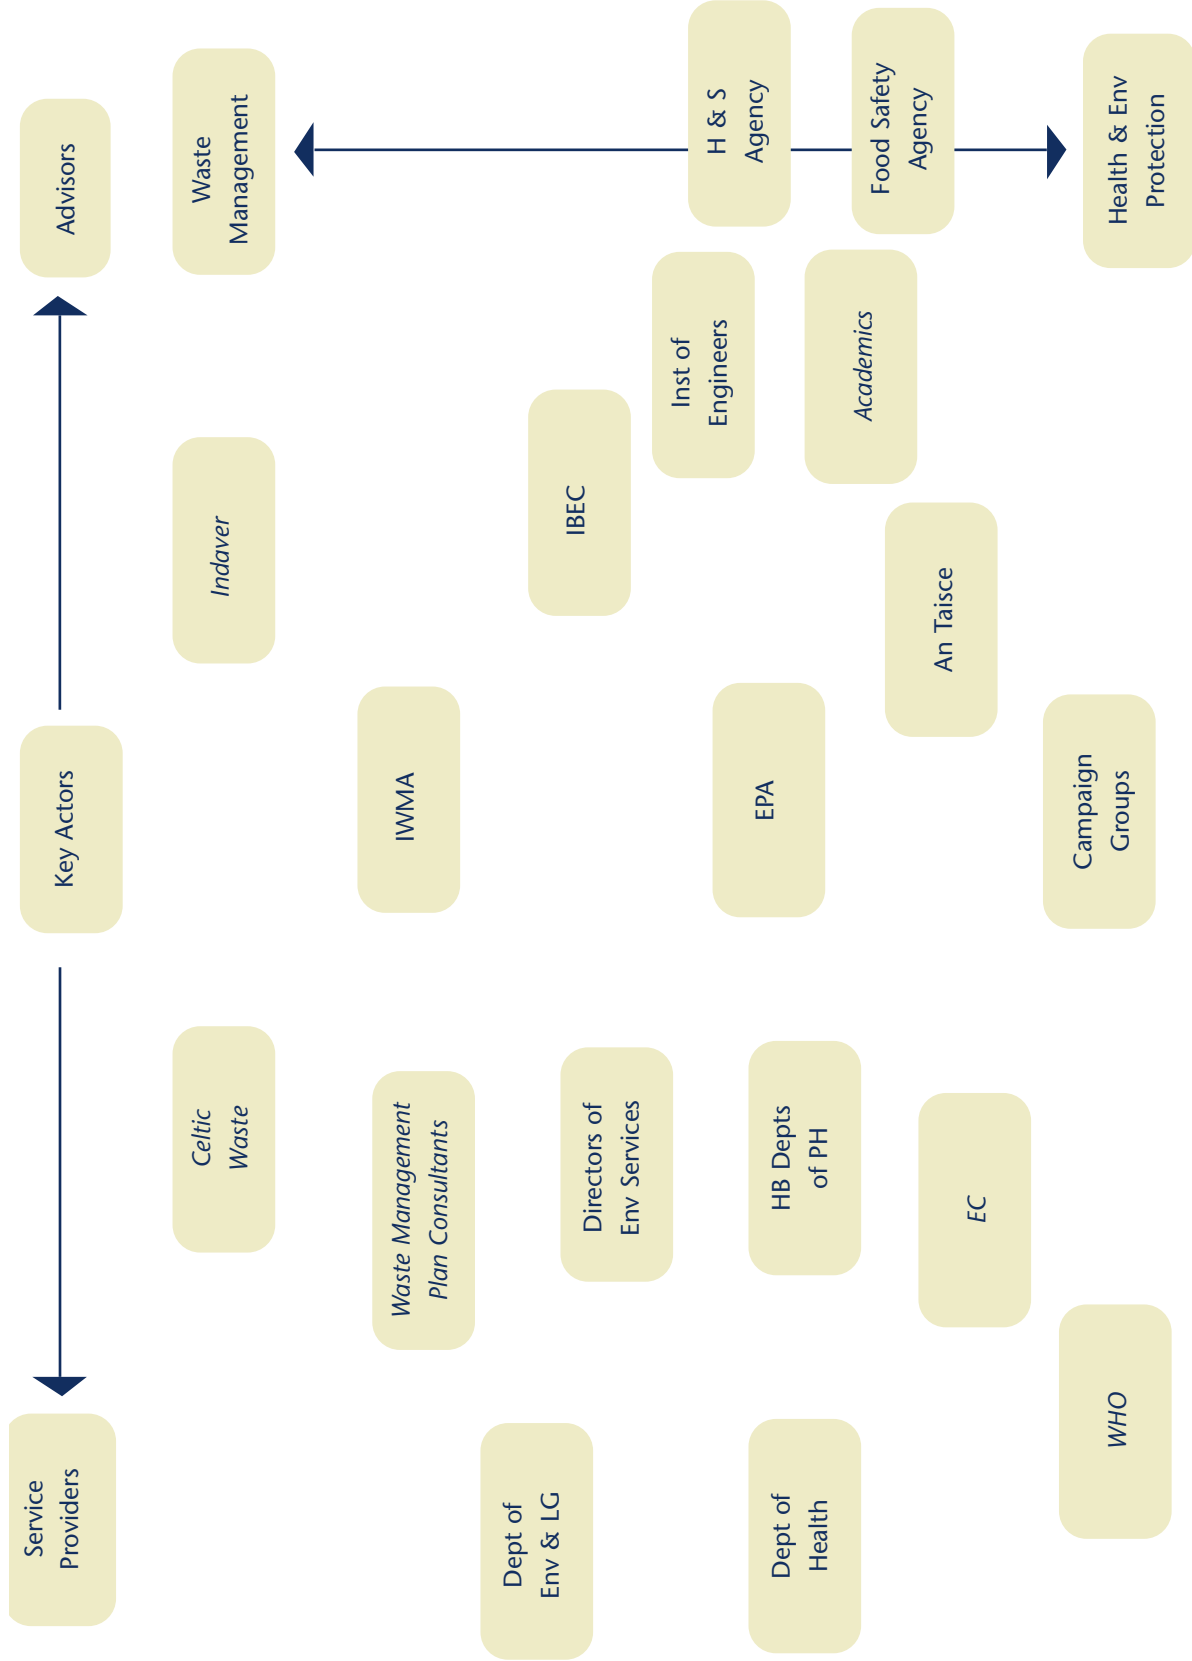 Service
Providers
Key Actors
Advisors
Celtic
Waste
Indaver
Waste
Management
Waste Management
Plan Consultants
IWMA
Dept of
Env & LG
Directors of
Env Services
IBEC
Inst of
Engineers
H & S
Agency
Dept of
Health
HB Depts
of PH
EPA
Academics
Food Safety
Agency
EC
An Taisce
WHO
Campaign
Groups
Health & Env
Protection